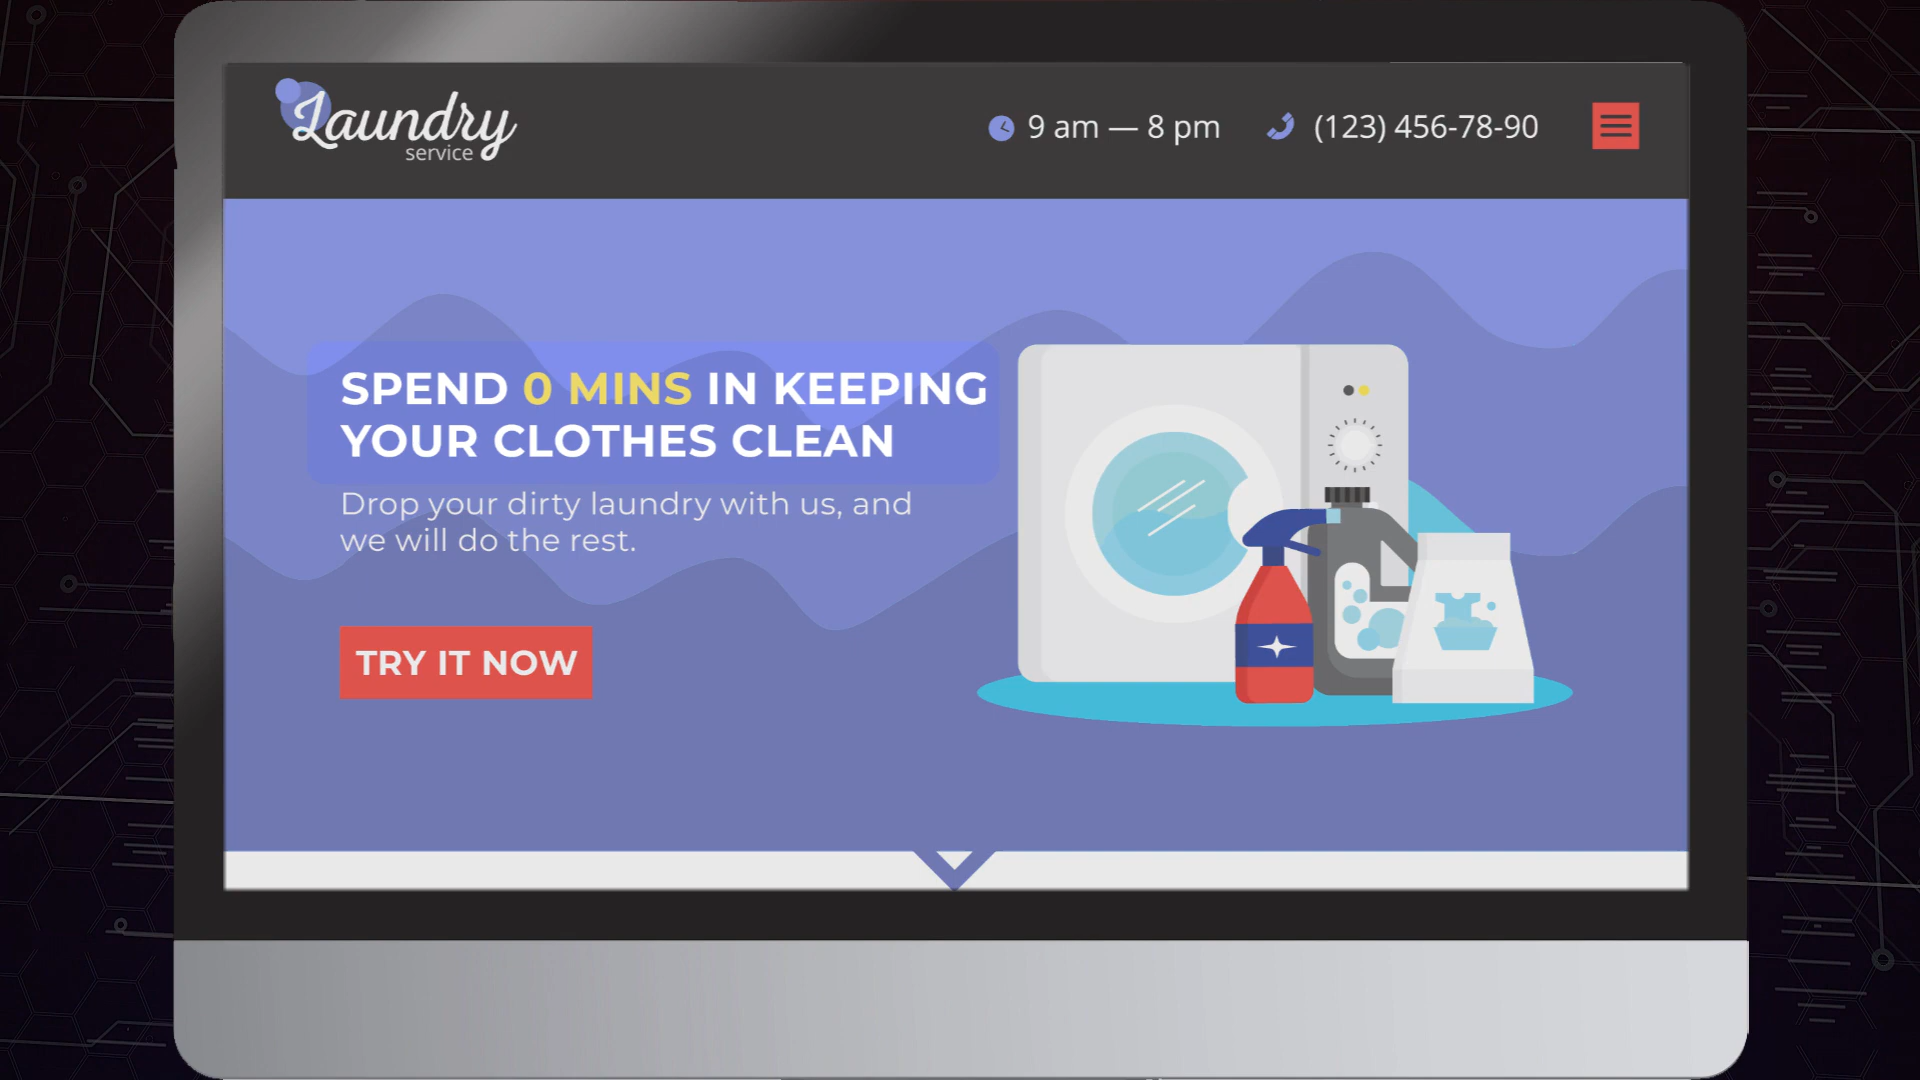 Laundry
service
9 am — 8 pm
(123) 456-78-90
SPEND 0 MINS IN KEEPING
YOUR CLOTHES CLEAN
Drop your dirty laundry with us, and
we will do the rest.
TRY IT NOW